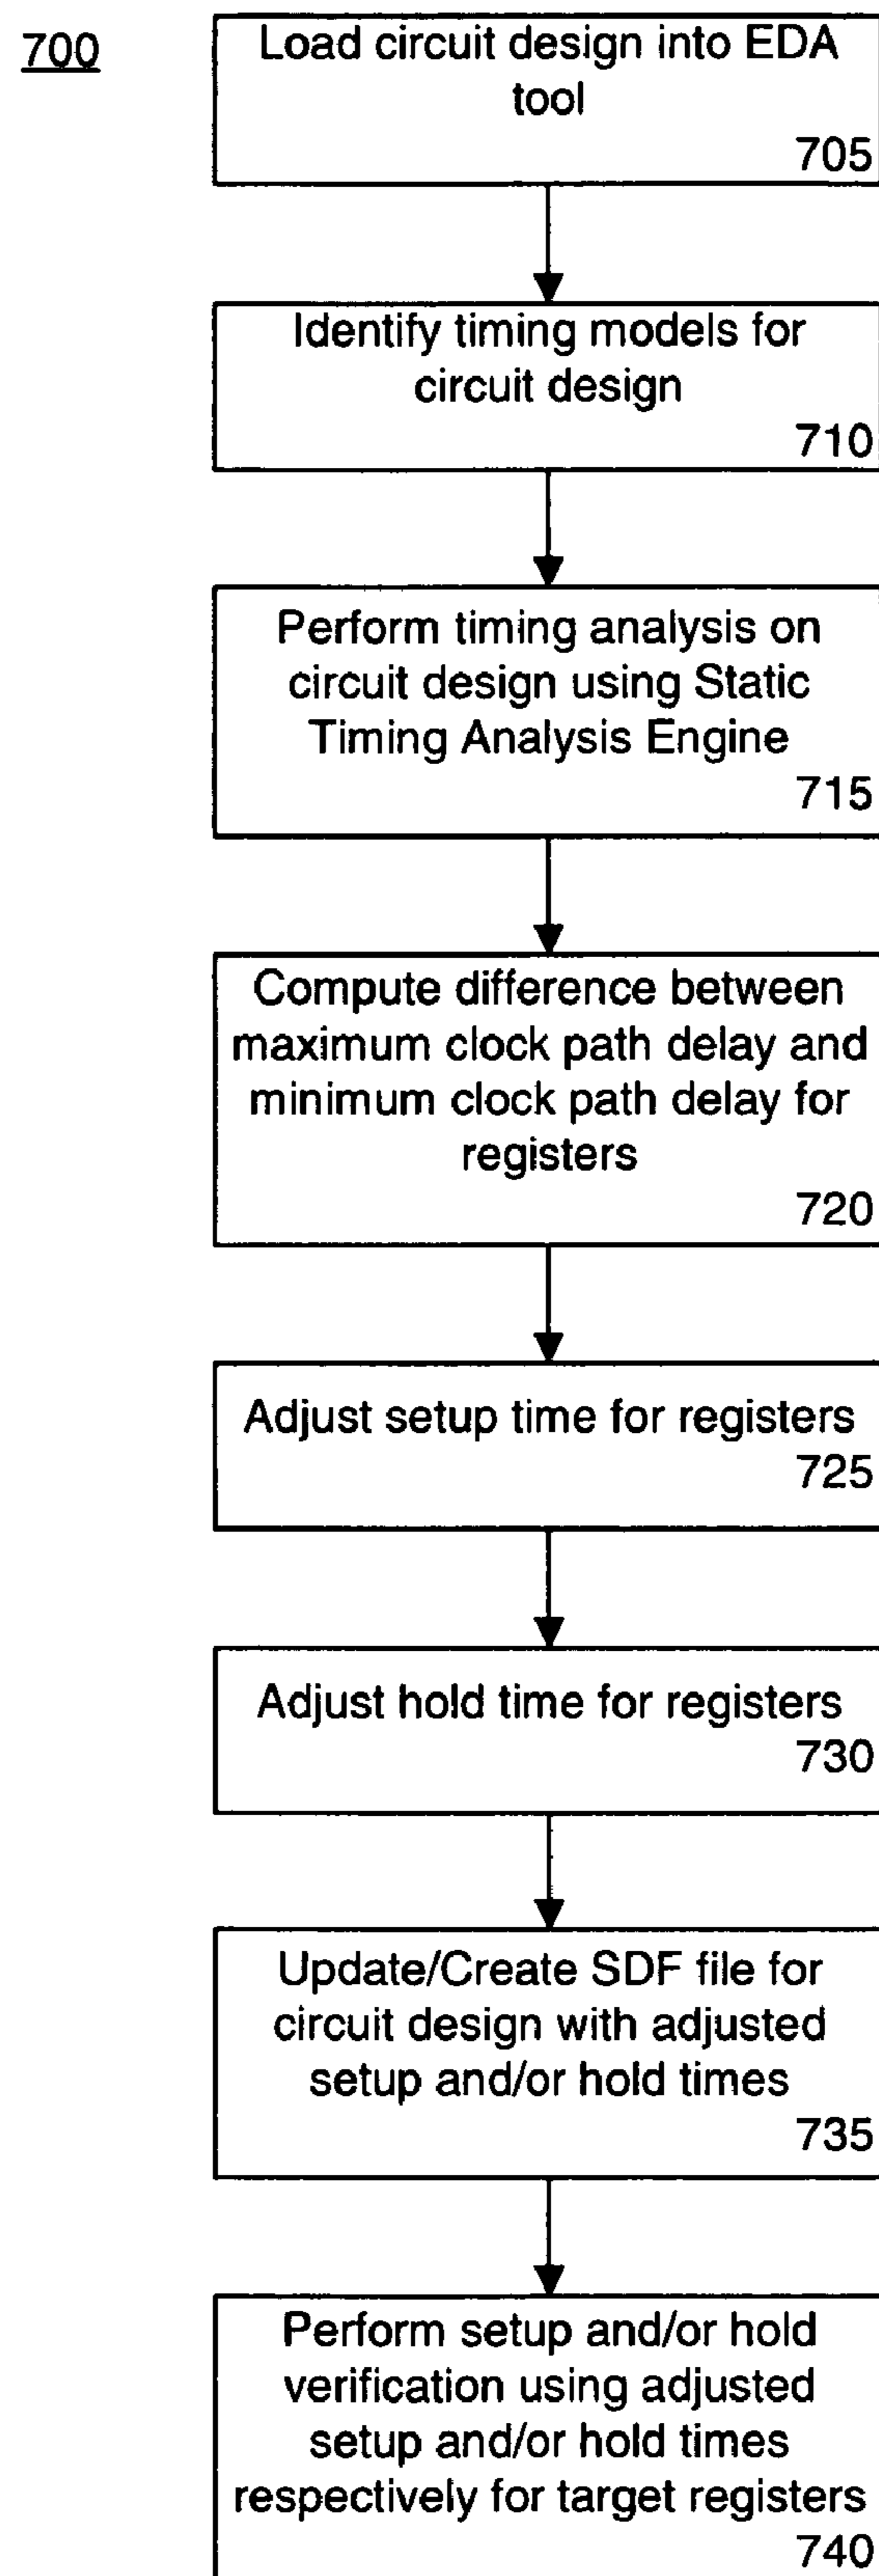 700
Load circuit design into EDA
tool
705
Identify timing models for
circuit design
710
Perform timing analysis on
circuit design using Static
Timing Analysis Engine
715
Compute difference between
maximum clock path delay and
minimum clock path delay for
registers
720
Adjust setup time for registers
725
Adjust hold time for registers
730
Update/Create SDF file for
circuit design with adjusted
setup and/or hold times
735
Perform setup and/or hold
verification using adjusted
setup and/or hold times
respectively for target registers
740